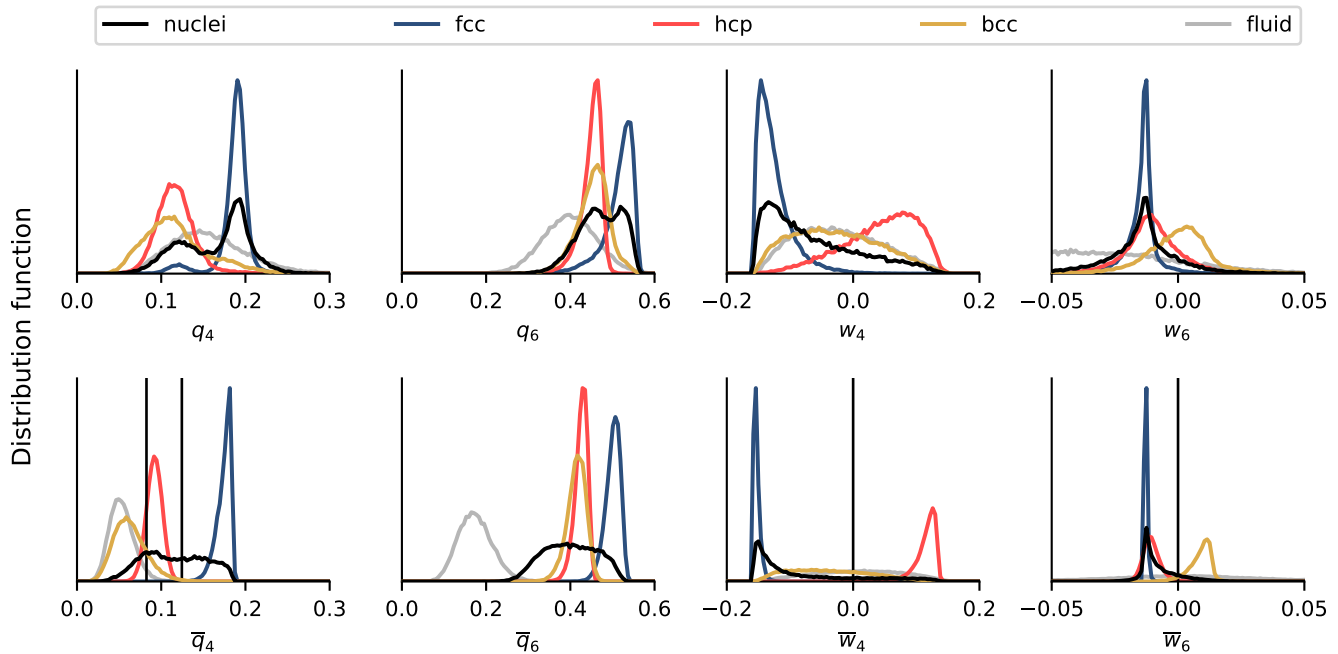 nuclei fcc hcp bcc fluid
Distribution function
0.0 0.1 0.2 0.3
q4
0.0 0.2 0.4 0.6
q6
−0.2 0.0 0.2
w4
−0.05 0.00 0.05
w6
0.0 0.1 0.2 0.3
q̅4
0.0 0.2 0.4 0.6
q̅6
−0.2 0.0 0.2
w̅4
−0.05 0.00 0.05
w̅6